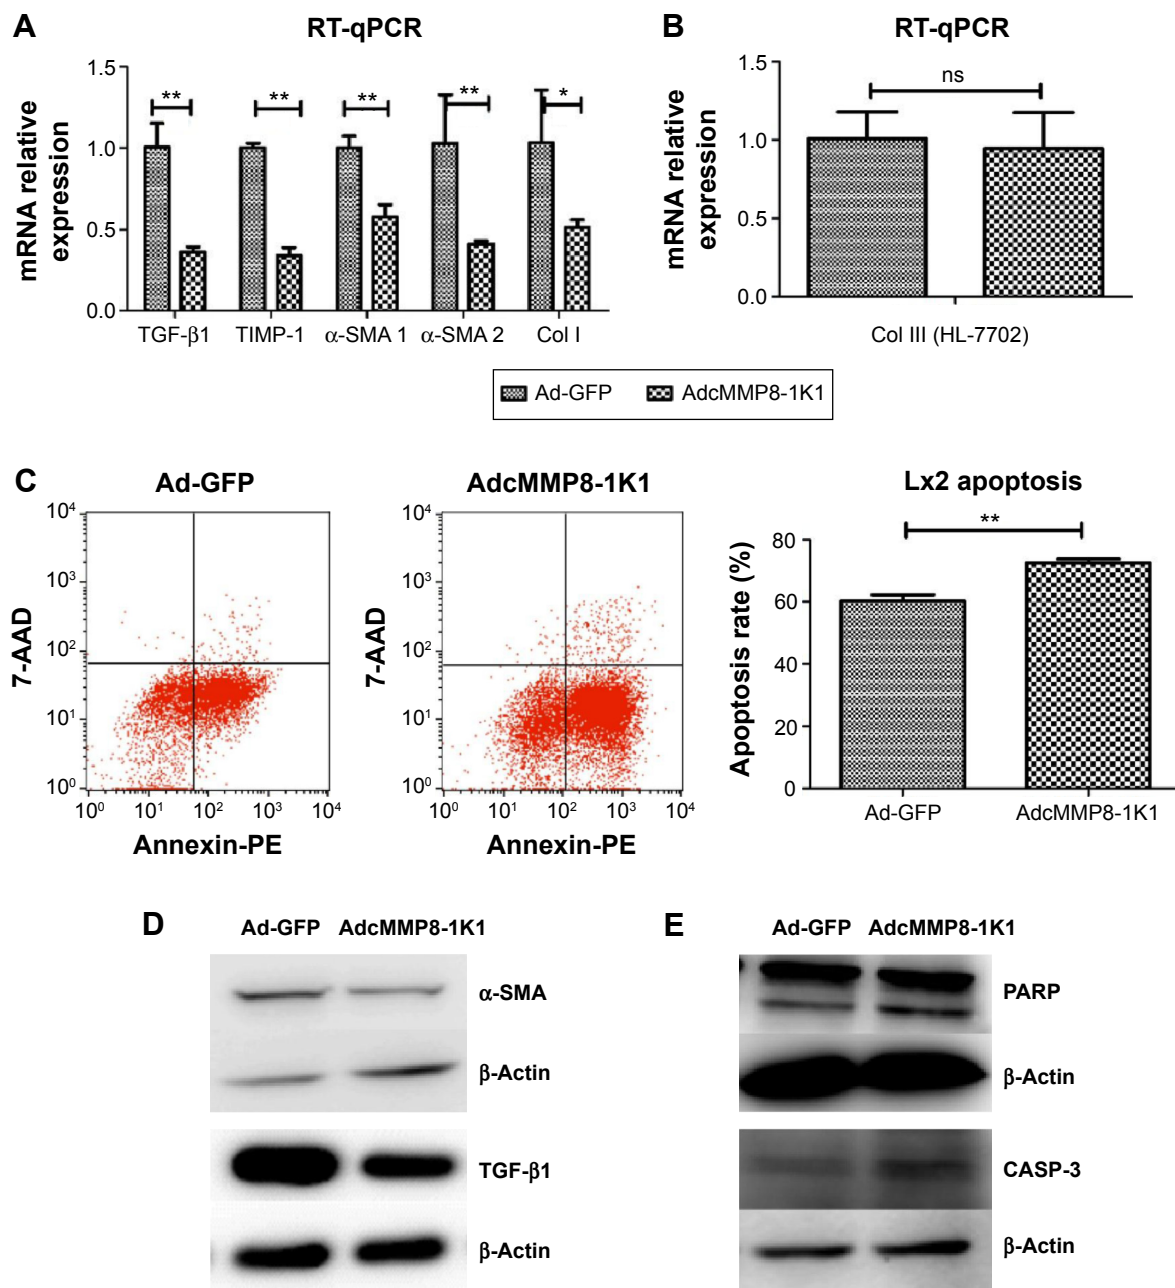 A
RT-qPCR
mRNA relative
expression
1.5
1.0
0.5
0.0
**
**
**
**
*
TGF-β1 TIMP-1 α-SMA 1 α-SMA 2 Col I
B
RT-qPCR
mRNA relative
expression
1.5
1.0
0.5
0.0
ns
Col III (HL-7702)
Ad-GFP AdcMMP8-1K1
C
Ad-GFP
7-AAD
10⁴
10³
10²
10¹
10⁰
10⁰ 10¹ 10² 10³ 10⁴
Annexin-PE
AdcMMP8-1K1
7-AAD
10⁴
10³
10²
10¹
10⁰
10⁰ 10¹ 10² 10³ 10⁴
Annexin-PE
Lx2 apoptosis
**
Apoptosis rate (%)
80
60
40
20
0
Ad-GFP AdcMMP8-1K1
D
Ad-GFP AdcMMP8-1K1
α-SMA
β-Actin
TGF-β1
β-Actin
E
Ad-GFP AdcMMP8-1K1
PARP
β-Actin
CASP-3
β-Actin